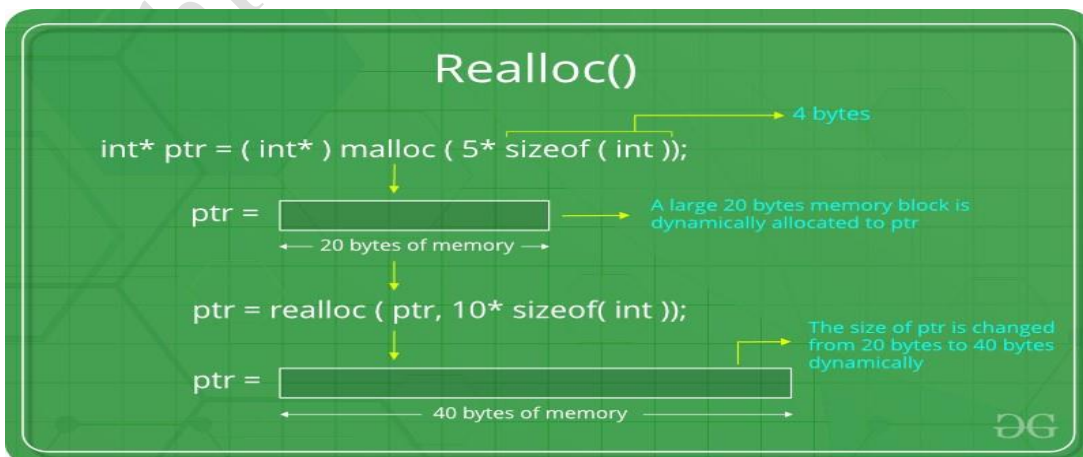 Realloc()
4 bytes
int* ptr = ( int* ) malloc ( 5* sizeof ( int ));
ptr =
A large 20 bytes memory block is
dynamically allocated to ptr
20 bytes of memory
ptr = realloc ( ptr, 10* sizeof( int ));
The size of ptr is changed
from 20 bytes to 40 bytes
dynamically
ptr =
40 bytes of memory